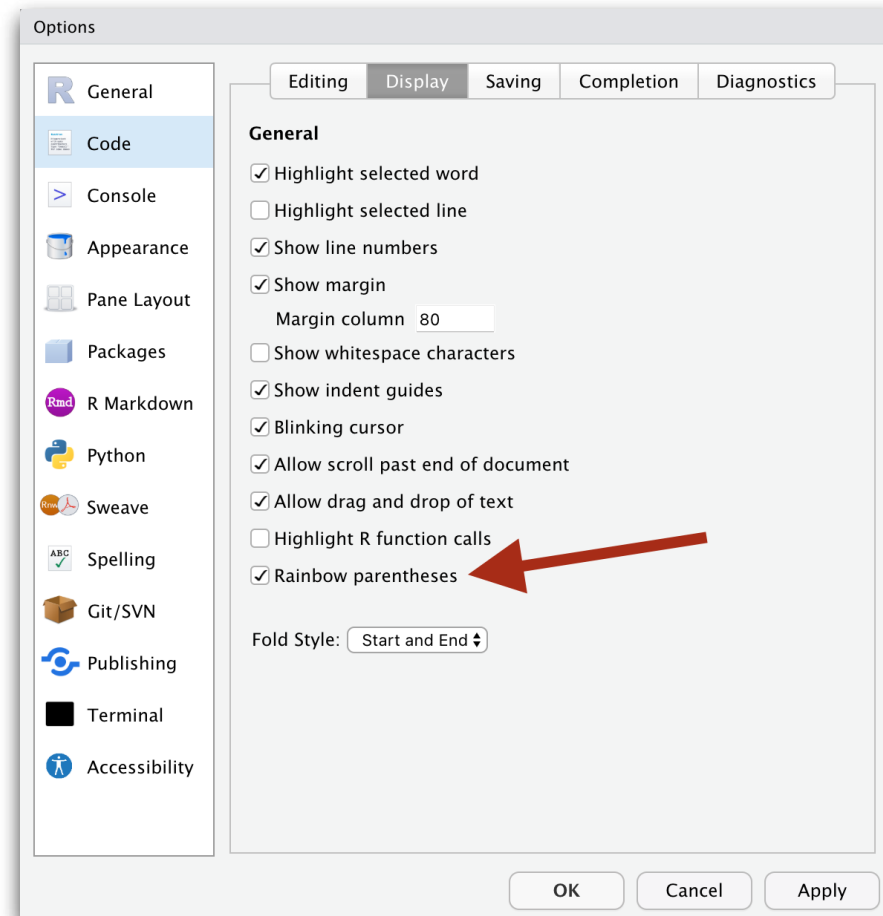 Options
General
Code
Console
Appearance
Pane Layout
Packages
Rmd
R Markdown
Python
Rnw
Sweave
ABC
Spelling
Git/SVN
Publishing
Terminal
Accessibility
Editing
Display
Saving
Completion
Diagnostics
General
Highlight selected word
Highlight selected line
Show line numbers
Show margin
Margin column 80
Show whitespace characters
Show indent guides
Blinking cursor
Allow scroll past end of document
Allow drag and drop of text
Highlight R function calls
Rainbow parentheses
Fold Style: Start and End
OK
Cancel
Apply